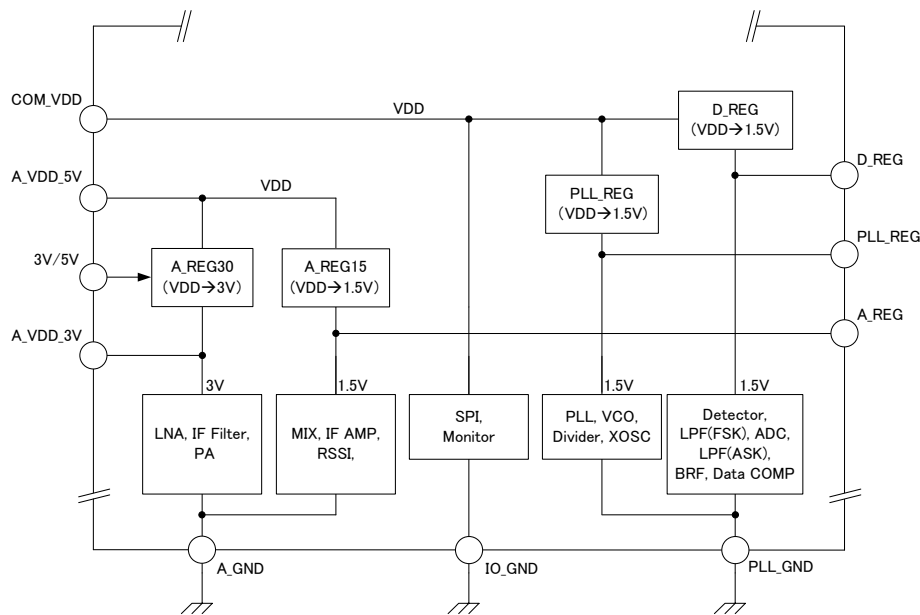 COM_VDD
VDD
D_REG
(VDD→1.5V)
D_REG
A_VDD_5V
VDD
PLL_REG
(VDD→1.5V)
PLL_REG
3V/5V
A_REG30
(VDD→3V)
A_REG15
(VDD→1.5V)
A_REG
A_VDD_3V
3V
1.5V
1.5V
1.5V
LNA, IF Filter,
PA
MIX, IF AMP,
RSSI,
SPI,
Monitor
PLL, VCO,
Divider, XOSC
Detector,
LPF(FSK), ADC,
LPF(ASK),
BRF, Data COMP
A_GND
IO_GND
PLL_GND